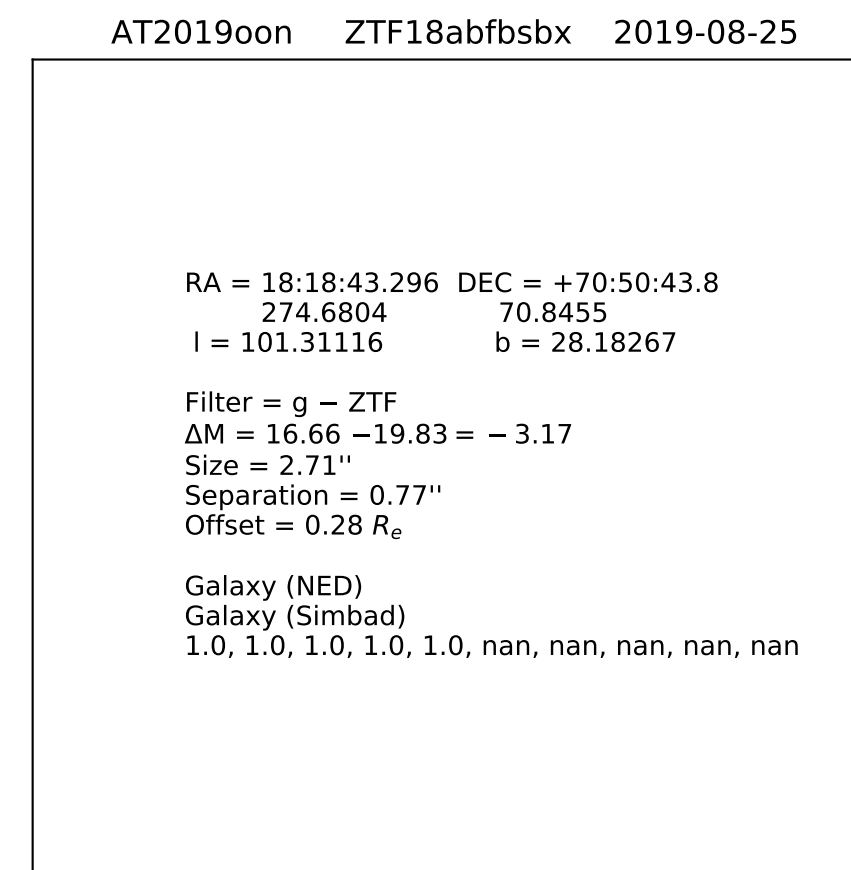 AT2019oon ZTF18abfbsbx 2019-08-25
RA = 18:18:43.296 DEC = +70:50:43.8
274.6804 70.8455
l = 101.31116 b = 28.18267
Filter = g − ZTF
ΔM = 16.66 −19.83 = − 3.17
Size = 2.71''
Separation = 0.77''
Offset = 0.28 Rₑ
Galaxy (NED)
Galaxy (Simbad)
1.0, 1.0, 1.0, 1.0, 1.0, nan, nan, nan, nan, nan